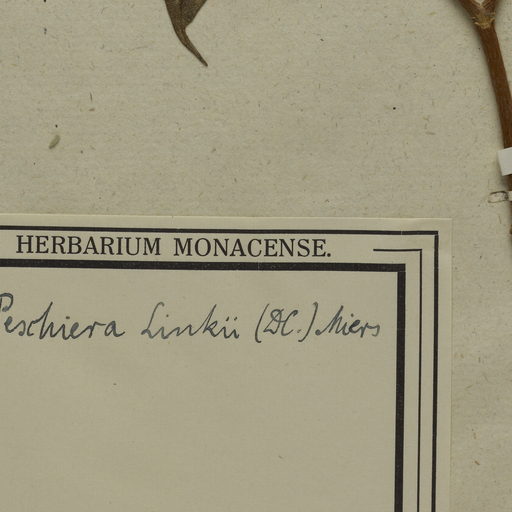 HERBARIUM MONACENSE.
Peschiera Linkii (DC.) Miers